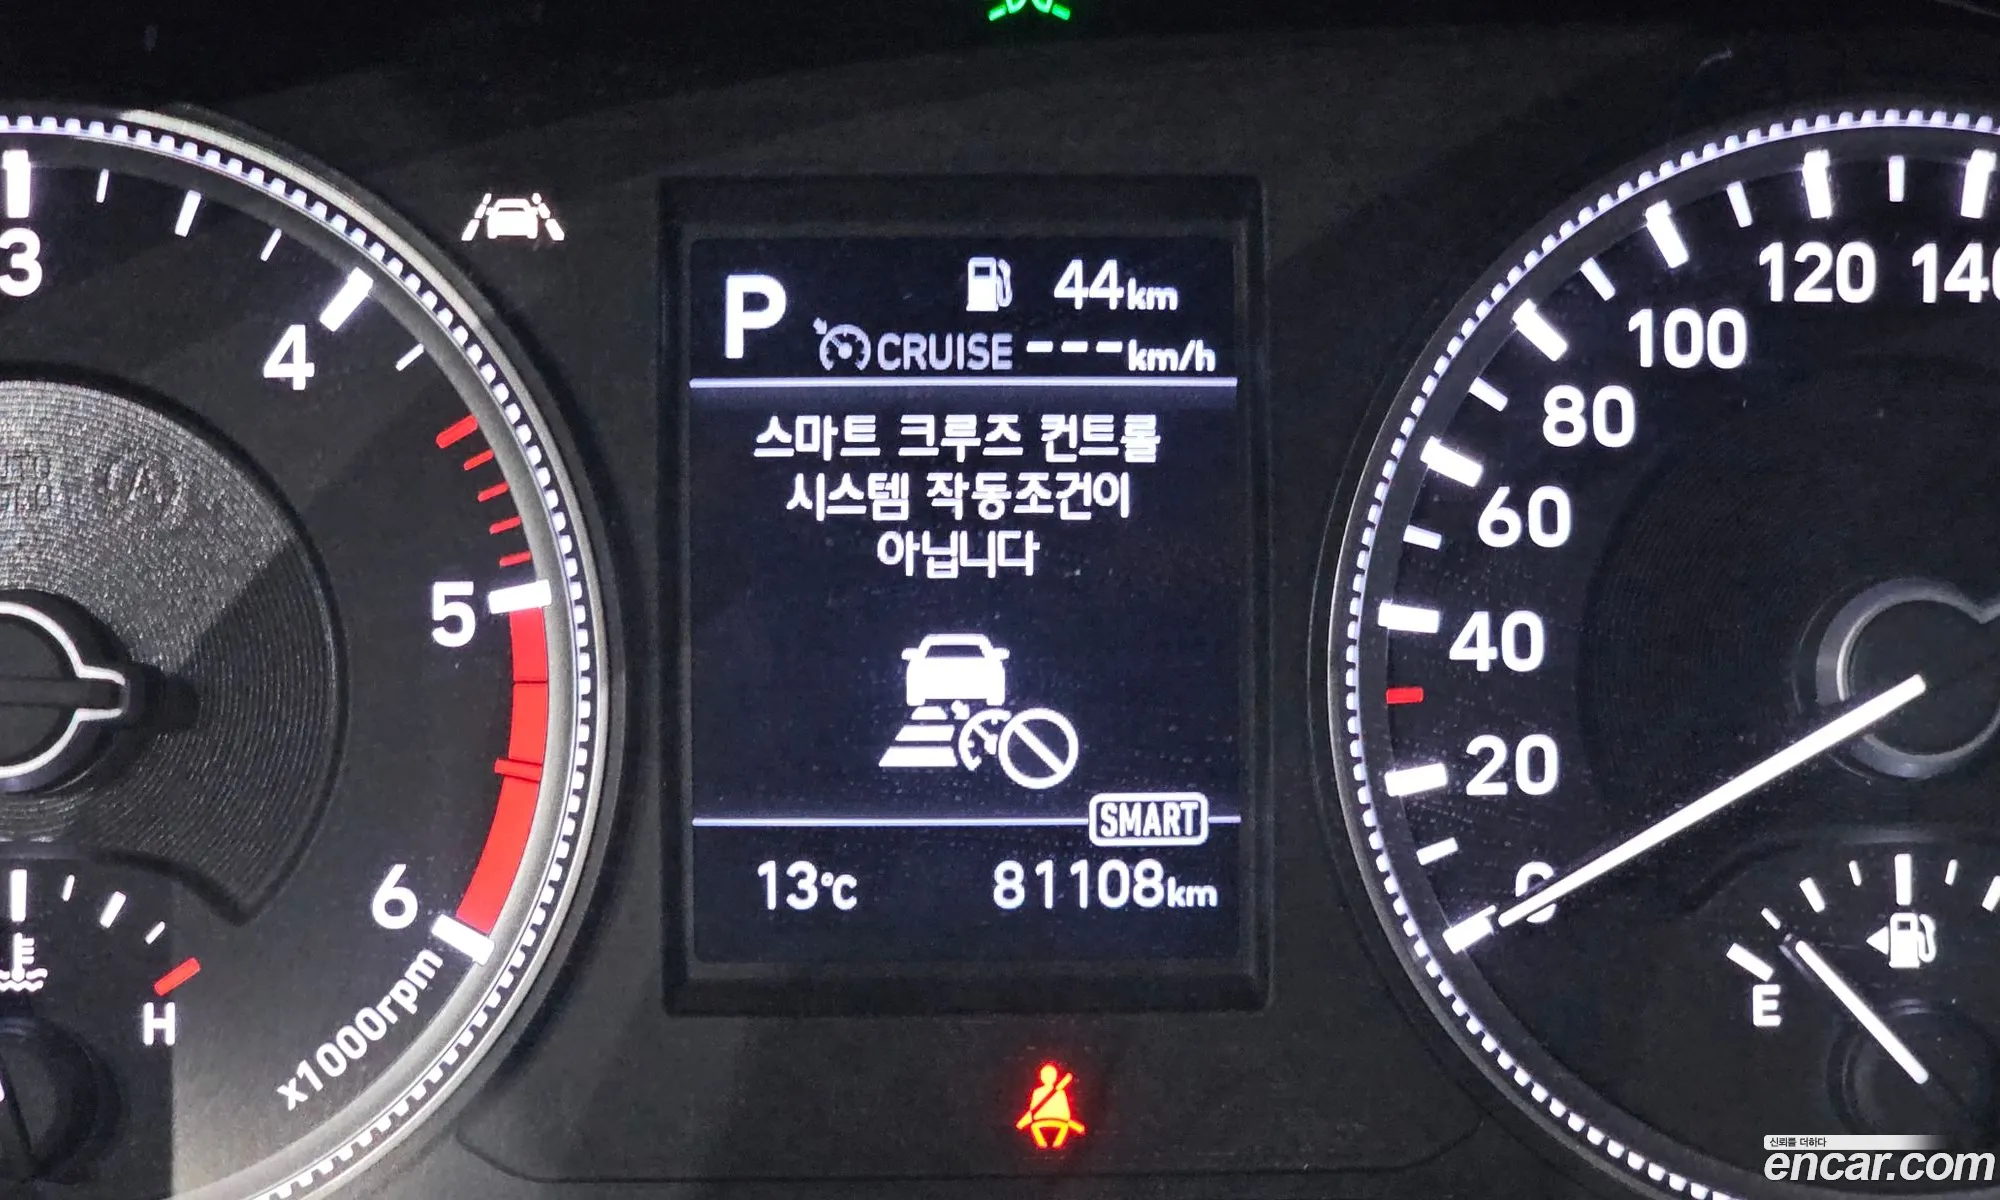 P 44km
CRUISE ---km/h
스마트 크루즈 컨트롤
시스템 작동조건이
아닙니다
SMART
13°C 81108km
3
4
5
6
x1000rpm
H
0
20
40
60
80
100
120
140
E
신뢰를 더하다
encar.com